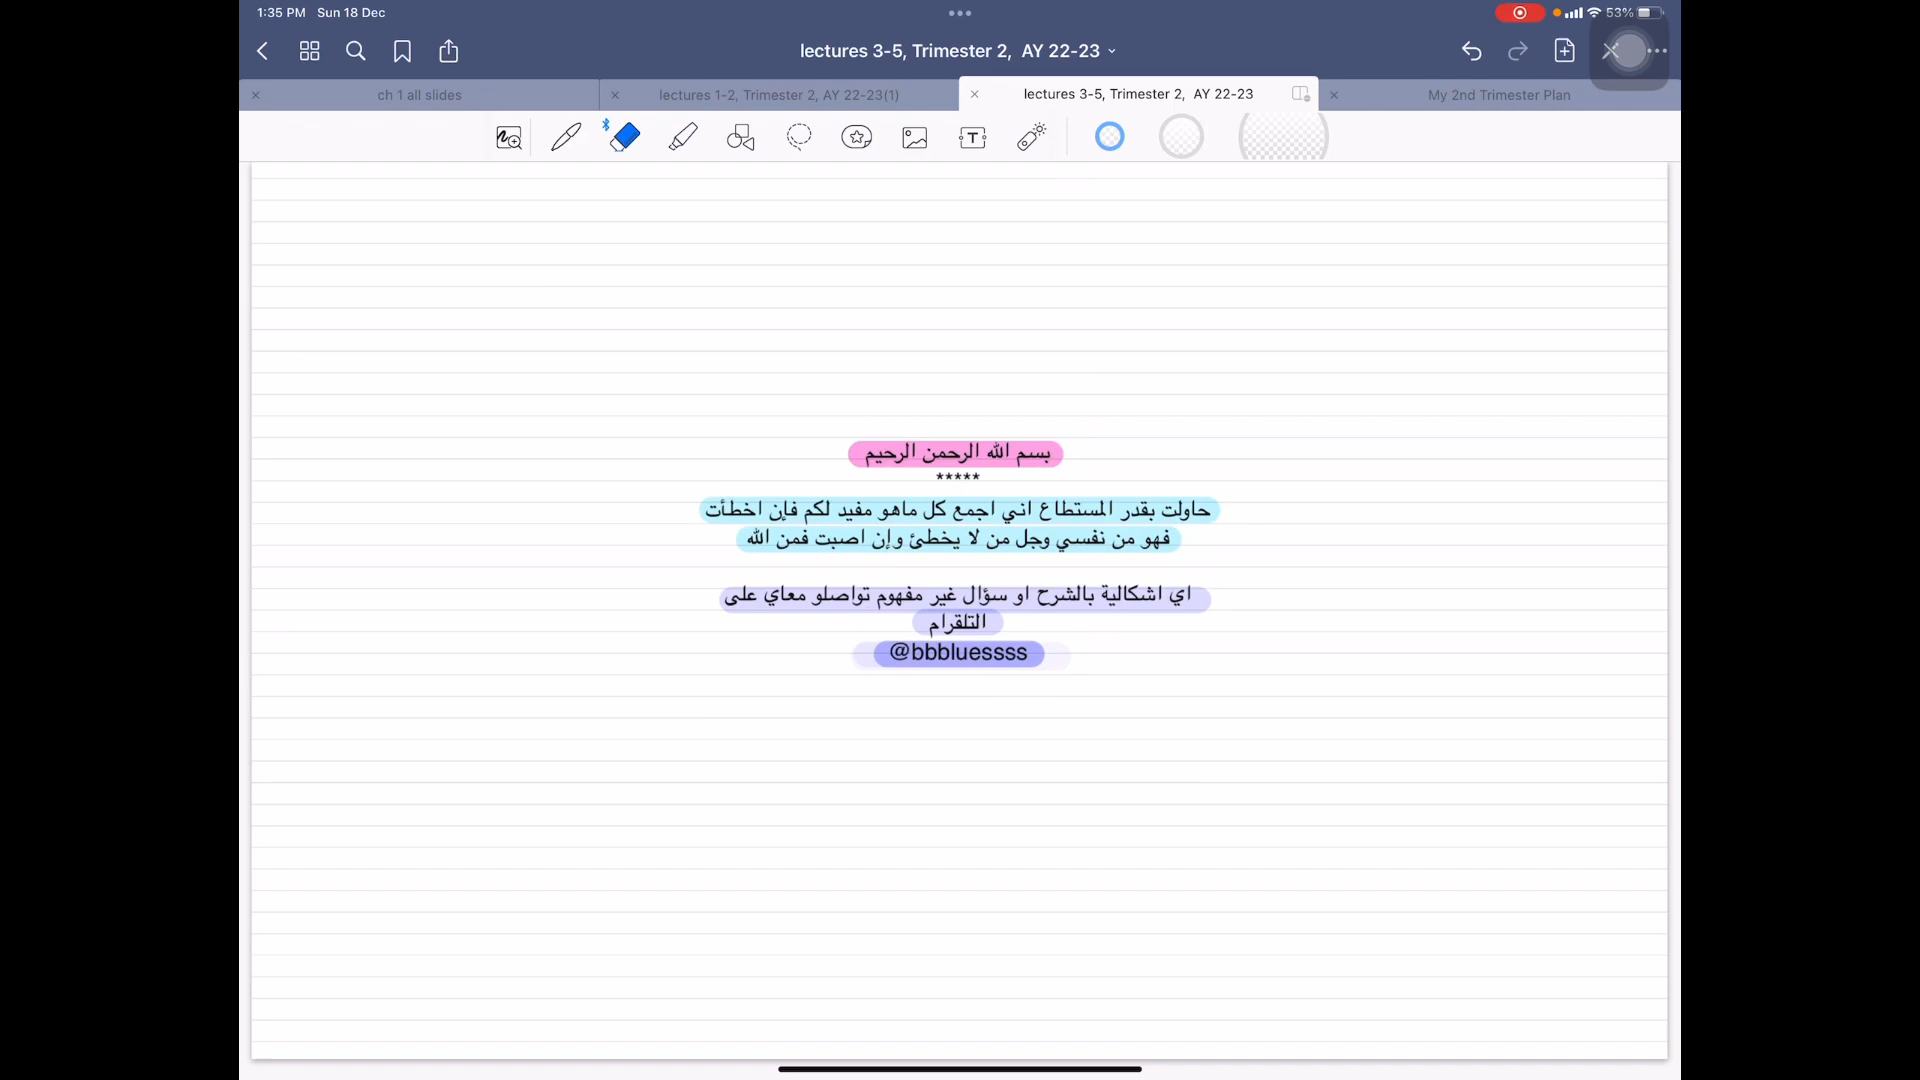 1:35 PM Sun 18 Dec
53%
lectures 3-5, Trimester 2, AY 22-23
ch 1 all slides
lectures 1-2, Trimester 2, AY 22-23(1)
lectures 3-5, Trimester 2, AY 22-23
My 2nd Trimester Plan
بسم الله الرحمن الرحيم
*****
حاولت بقدر المستطاع اني اجمع كل ماهو مفيد لكم فإن اخطأت
فهو من نفسي وجل من لا يخطئ وإن اصبت فمن الله
اي اشكالية بالشرح او سؤال غير مفهوم تواصلو معاي على
التلقرام
@bbbluessss